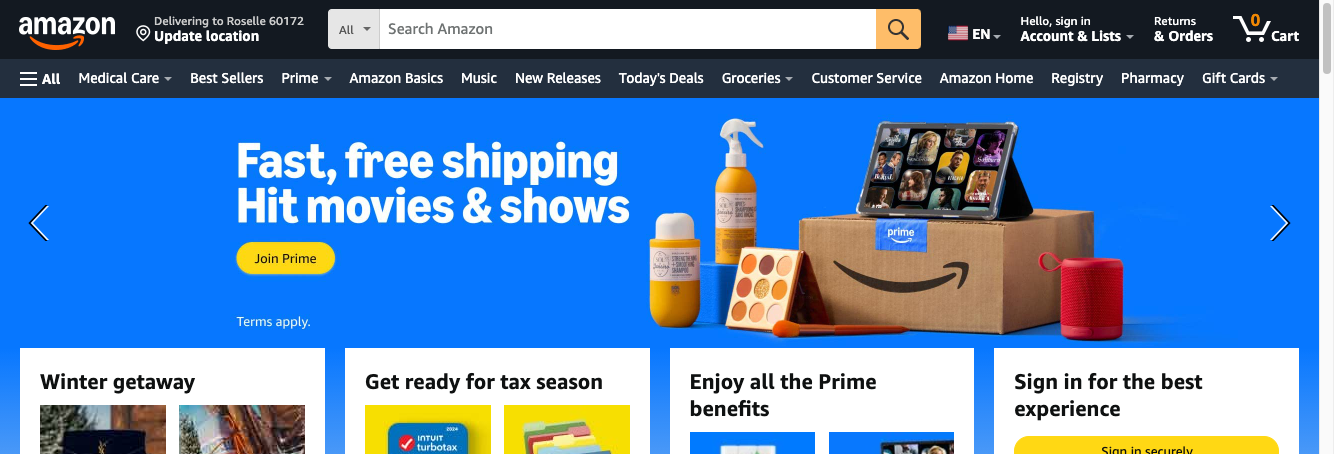 amazon
Delivering to Roselle 60172
Update location
All
Search Amazon
EN
Hello, sign in
Account & Lists
Returns
& Orders
0
Cart
All
Medical Care
Best Sellers
Prime
Amazon Basics
Music
New Releases
Today's Deals
Groceries
Customer Service
Amazon Home
Registry
Pharmacy
Gift Cards
Fast, free shipping
Hit movies & shows
Join Prime
Terms apply.
prime
Winter getaway
Get ready for tax season
Enjoy all the Prime
benefits
Sign in for the best
experience
2024
INTUIT
turbotax
Sign in securely